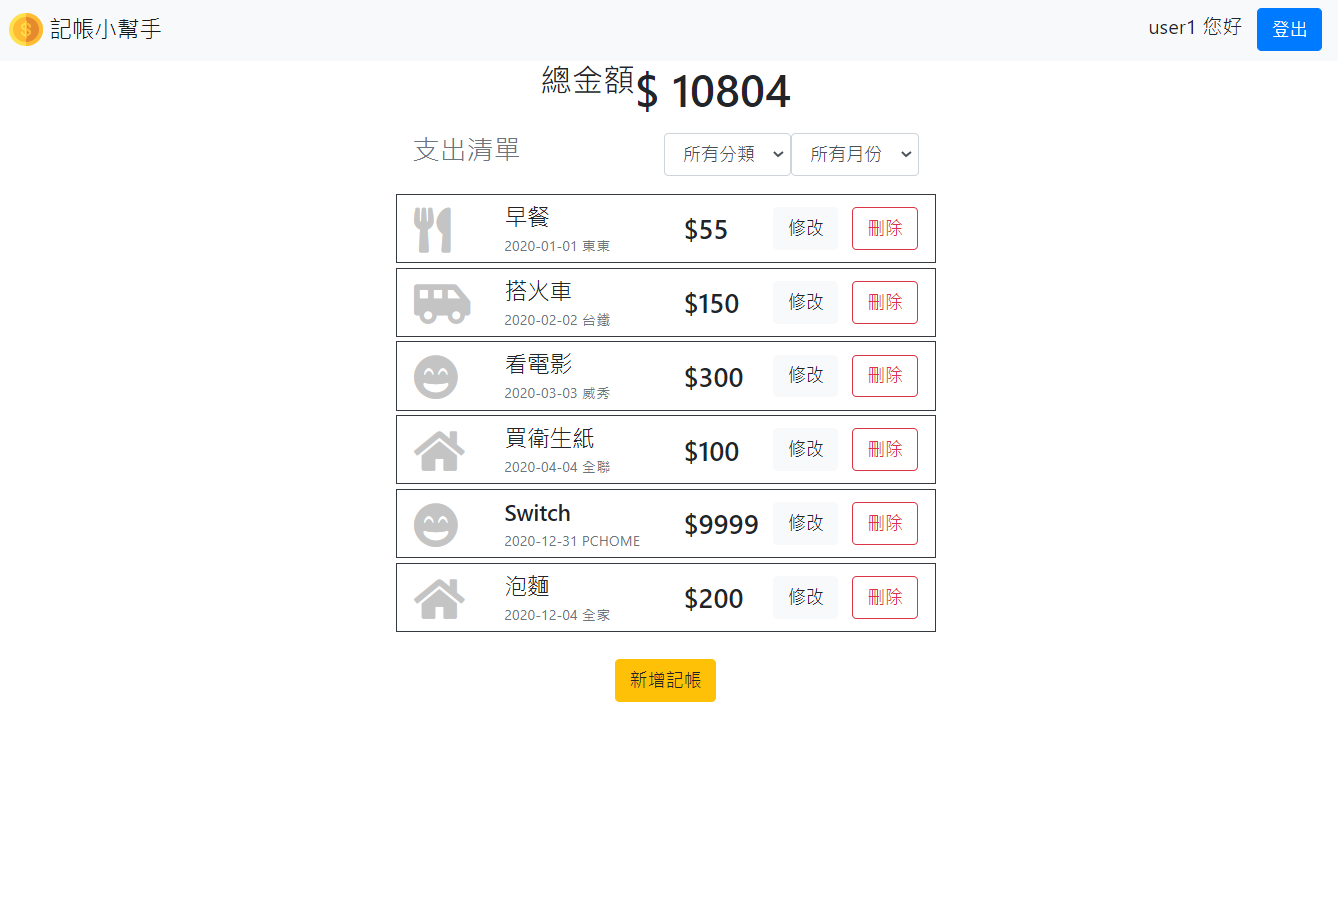 記帳小幫手
user1 您好
登出
總金額$ 10804
支出清單
所有分類
所有月份
早餐
2020-01-01 東東
$55
修改
刪除
搭火車
2020-02-02 台鐵
$150
修改
刪除
看電影
2020-03-03 威秀
$300
修改
刪除
買衛生紙
2020-04-04 全聯
$100
修改
刪除
Switch
2020-12-31 PCHOME
$9999
修改
刪除
泡麵
2020-12-04 全家
$200
修改
刪除
新增記帳